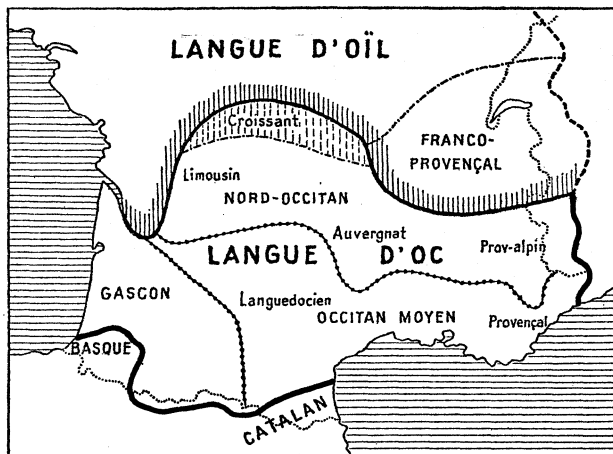 LANGUE D'OÏL
Croissant
FRANCO-
PROVENÇAL
Limousin
NORD-OCCITAN
Auvergnat
LANGUE D'OC
Prov-alpin
GASCON
Languedocien
OCCITAN MOYEN
Provençal
BASQUE
CATALAN